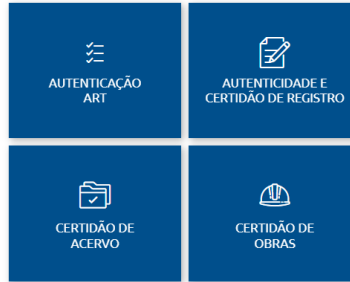 AUTENTICAÇÃO
ART
AUTENTICIDADE E
CERTIDÃO DE REGISTRO
CERTIDÃO DE
ACERVO
CERTIDÃO DE
OBRAS